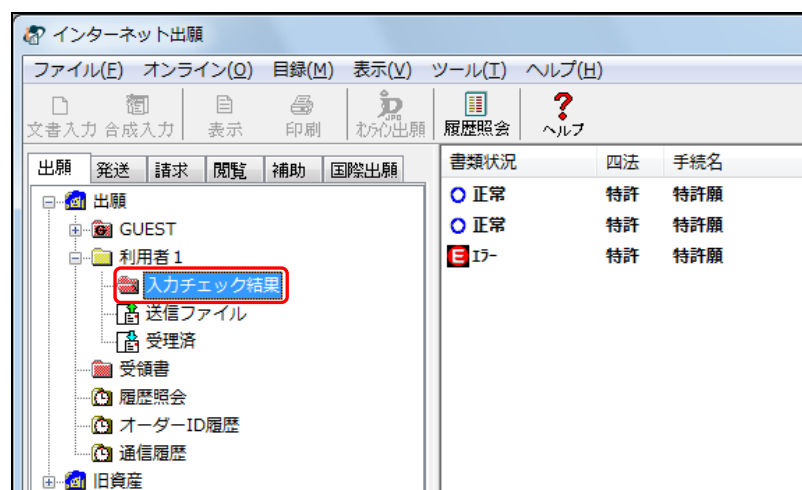 インターネット出願
ファイル(F) オンライン(O) 目録(M) 表示(V) ツール(T) ヘルプ(H)
文書入力 合成入力 表示 印刷 オンライン出願 履歴照会 ヘルプ
出願 発送 請求 閲覧 補助 国際出願
書類状況 四法 手続名
出願
GUEST
利用者1
入力チェック結果
送信ファイル
受理済
受領書
履歴照会
オーダーID履歴
通信履歴
旧資産
正常 特許 特許願
正常 特許 特許願
E エラー 特許 特許願